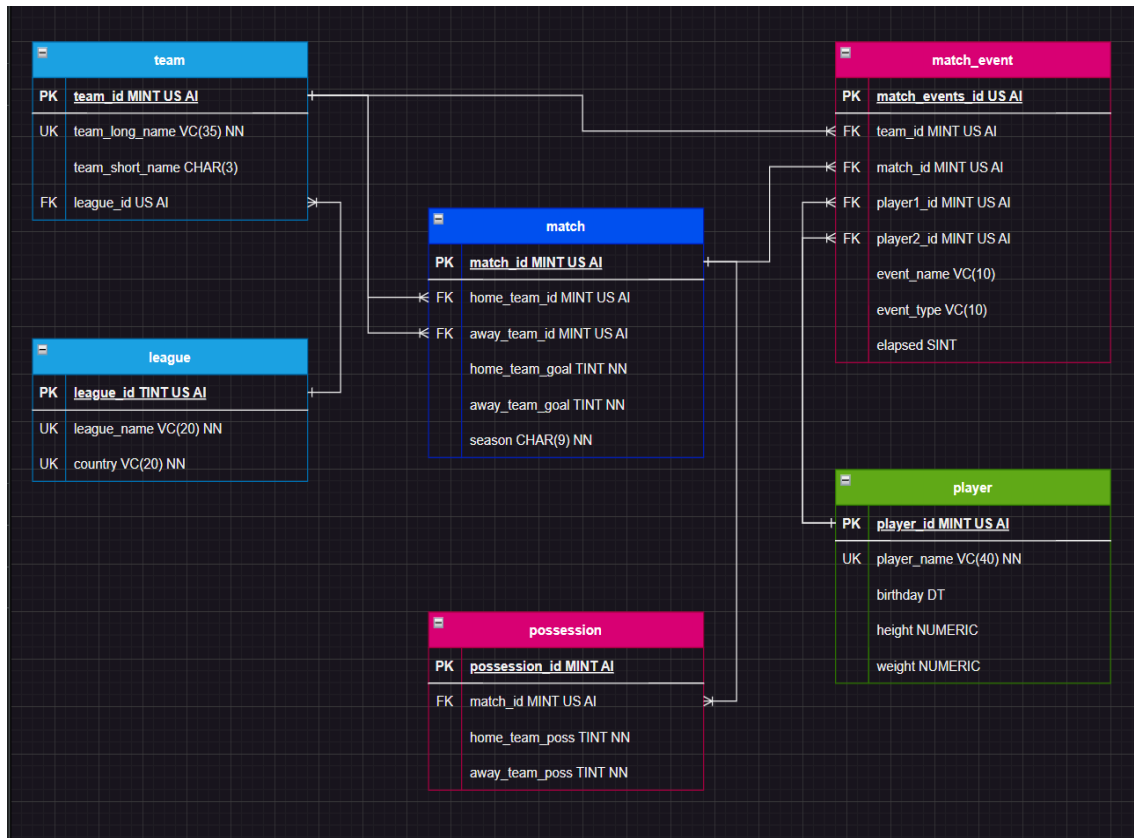 team
PK team_id MINT US AI
UK team_long_name VC(35) NN
team_short_name CHAR(3)
FK league_id US AI
league
PK league_id TINT US AI
UK league_name VC(20) NN
UK country VC(20) NN
match
PK match_id MINT US AI
FK home_team_id MINT US AI
FK away_team_id MINT US AI
home_team_goal TINT NN
away_team_goal TINT NN
season CHAR(9) NN
possession
PK possession_id MINT AI
FK match_id MINT US AI
home_team_poss TINT NN
away_team_poss TINT NN
match_event
PK match_events_id US AI
FK team_id MINT US AI
FK match_id MINT US AI
FK player1_id MINT US AI
FK player2_id MINT US AI
event_name VC(10)
event_type VC(10)
elapsed SINT
player
PK player_id MINT US AI
UK player_name VC(40) NN
birthday DT
height NUMERIC
weight NUMERIC